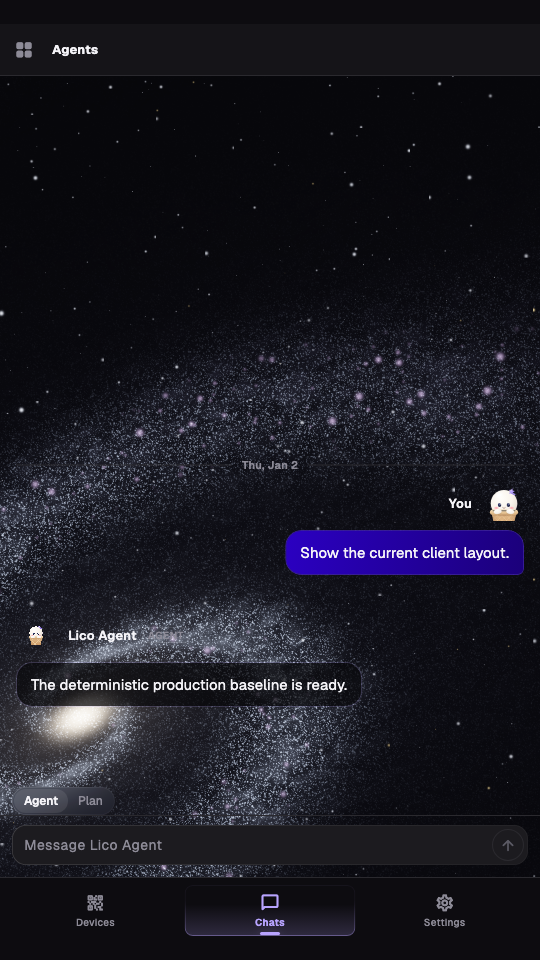 Agents
Thu, Jan 2
You
Show the current client layout.
Lico Agent
The deterministic production baseline is ready.
Agent
Plan
Message Lico Agent
Devices
Chats
Settings